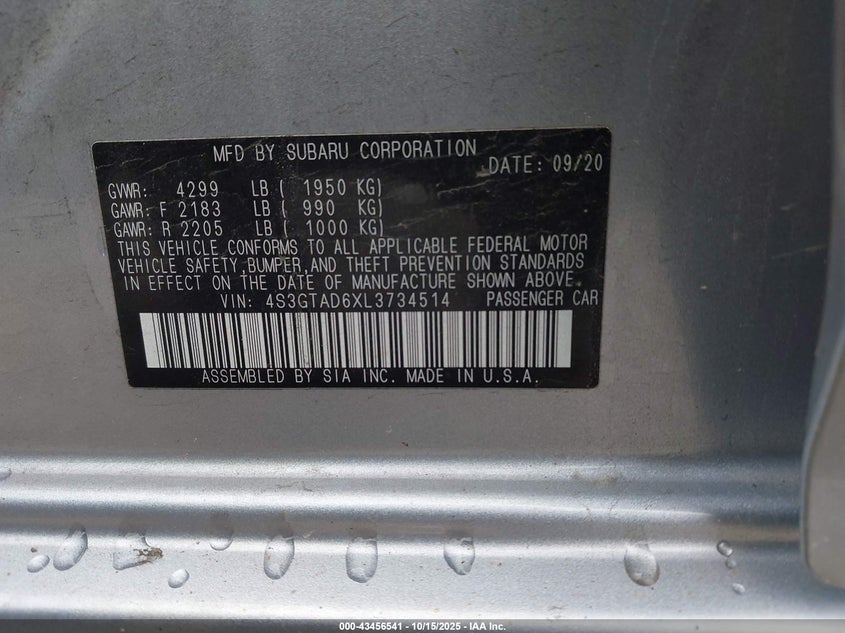 MFD BY SUBARU CORPORATION
DATE: 09/20
GVWR: 4299 LB ( 1950 KG)
GAWR: F 2183 LB ( 990 KG)
GAWR: R 2205 LB ( 1000 KG)
THIS VEHICLE CONFORMS TO ALL APPLICABLE FEDERAL MOTOR
VEHICLE SAFETY,BUMPER,AND THEFT PREVENTION STANDARDS
IN EFFECT ON THE DATE OF MANUFACTURE SHOWN ABOVE.
VIN: 4S3GTAD6XL3734514 PASSENGER CAR
ASSEMBLED BY SIA INC. MADE IN U.S.A.
000-43456541 - 10/15/2025 - IAA Inc.